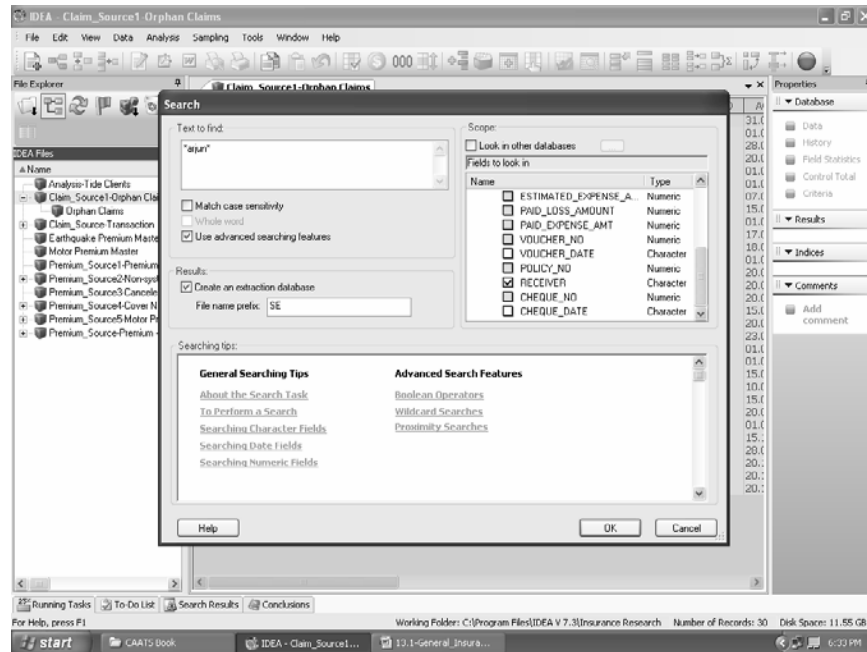 IDEA - Claim_Source1-Orphan Claims
File Edit View Data Analysis Sampling Tools Window Help
File Explorer
Claim_Source1-Orphan Claims
Properties
IDEA Files
Name
Analysis-Tide Clients
Claim_Source1-Orphan Clai
Orphan Claims
Claim_Source-Transaction
Earthquake Premium Maste
Motor Premium Master
Premium_Source1-Premium
Premium_Source2-Non-syst
Premium_Source3-Cancele
Premium_Source4-Cover N
Premium_Source5-Motor Pr
Premium_Source-Premium -
Search
Text to find:
"arjun"
Match case sensitivity
Whole word
Use advanced searching features
Results:
Create an extraction database
File name prefix: SE
Scope:
Look in other databases
Fields to look in
Name Type
ESTIMATED_EXPENSE_A... Numeric
PAID_LOSS_AMOUNT Numeric
PAID_EXPENSE_AMT Numeric
VOUCHER_NO Numeric
VOUCHER_DATE Character
POLICY_NO Numeric
RECEIVER Character
CHEQUE_NO Numeric
CHEQUE_DATE Character
Searching tips:
General Searching Tips
About the Search Task
To Perform a Search
Searching Character Fields
Searching Date Fields
Searching Numeric Fields
Advanced Search Features
Boolean Operators
Wildcard Searches
Proximity Searches
Help
OK
Cancel
Database
Data
History
Field Statistics
Control Total
Criteria
Results
Indices
Comments
Add comment
Running Tasks To-Do List Search Results Conclusions
For Help, press F1
Working Folder: C:\Program Files\IDEA V 7.3\Insurance Research Number of Records: 30 Disk Space: 11.55 GB
start CAATS Book IDEA - Claim_Source1... 13.1-General_Insura... 6:33 PM